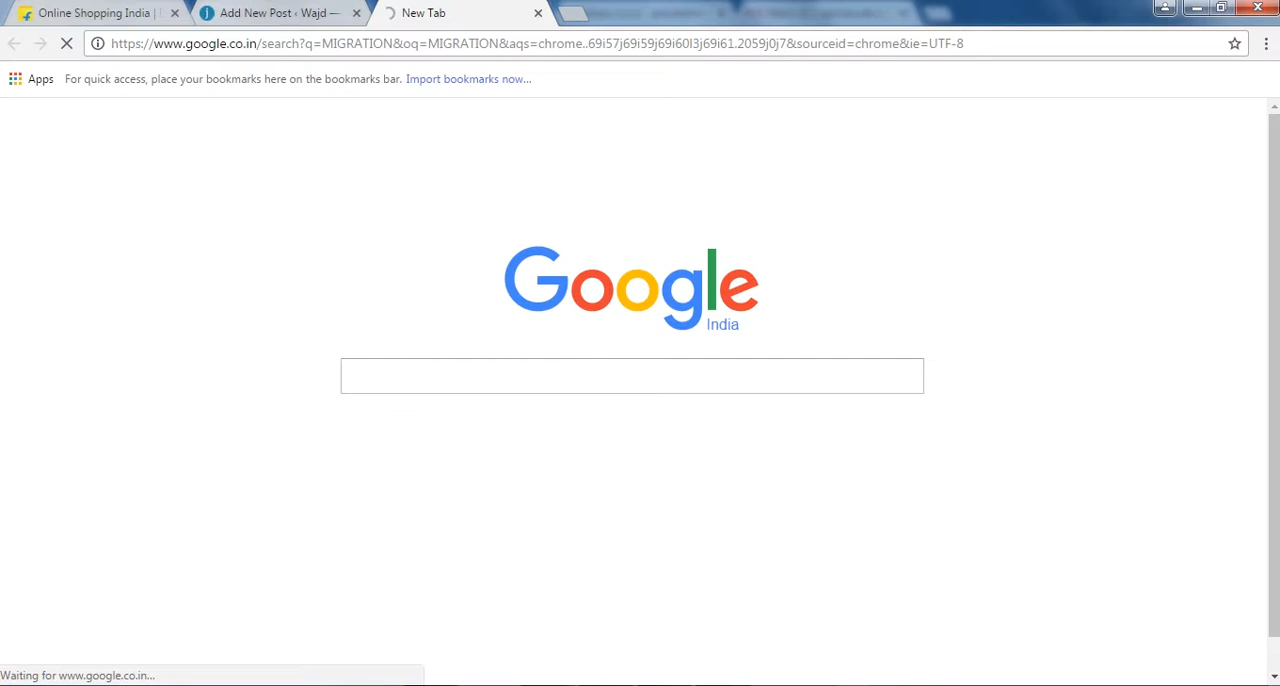 Online Shopping India |
Add New Post ‹ Wajd —
New Tab
https://www.google.co.in/search?q=MIGRATION&oq=MIGRATION&aqs=chrome..69i57j69i59j69i60l3j69i61.2059j0j7&sourceid=chrome&ie=UTF-8
Apps For quick access, place your bookmarks here on the bookmarks bar. Import bookmarks now...
Google
India
Waiting for www.google.co.in...